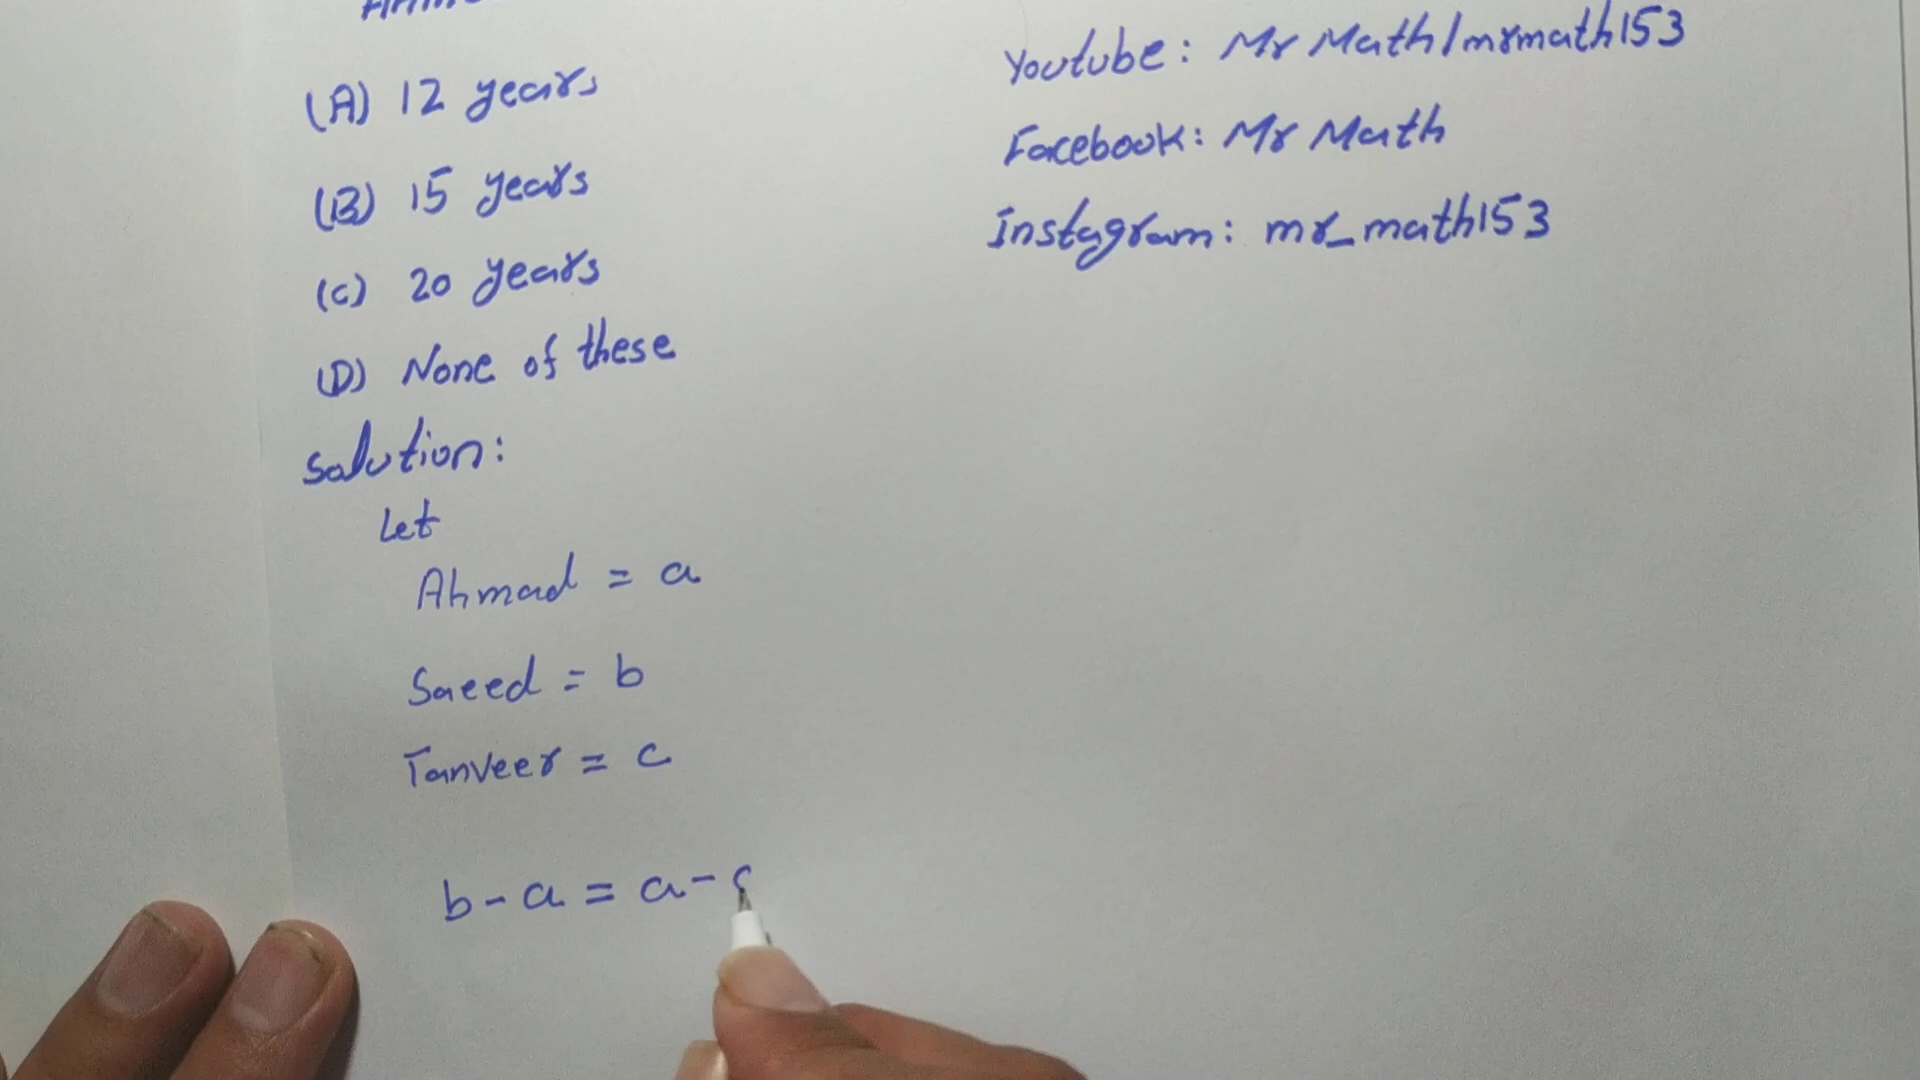 (A) 12 years
(B) 15 years
(C) 20 years
(D) None of these
Solution:
Let
Ahmad = a
Saeed = b
Tanveer = c
b - a = a - c
Youtube: Mr Math/mrmath153
Facebook: Mr Math
Instagram: mr_math153